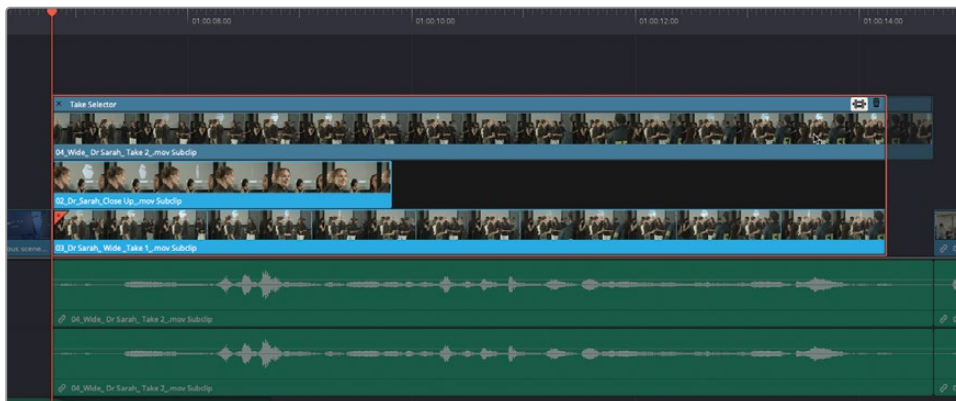 01:00:08:00 01:00:10:00 01:00:12:00 01:00:14:00
Take Selector
04_Wide_ Dr Sarah_ Take 2_.mov Subclip
02_Dr_Sarah_Close Up_.mov Subclip
ous scene...
03_Dr Sarah_ Wide _Take 1_.mov Subclip
04_Wide_ Dr Sarah_ Take 2_.mov Subclip
04_Wide_ Dr Sarah_ Take 2_.mov Subclip